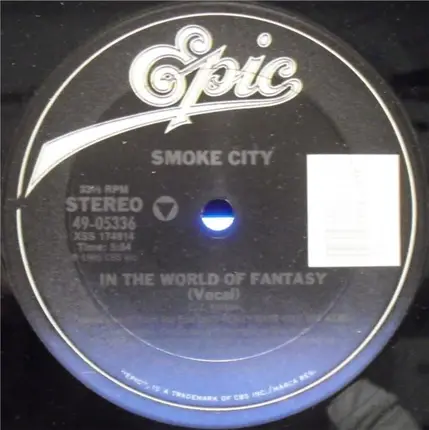 Epic
SMOKE CITY
33⅓ RPM
STEREO
49-05336
XSS 174914
Time: 5:54
IN THE WORLD OF FANTASY
(Vocal)
"EPIC", IS A TRADEMARK OF CBS INC./MARCA REG.